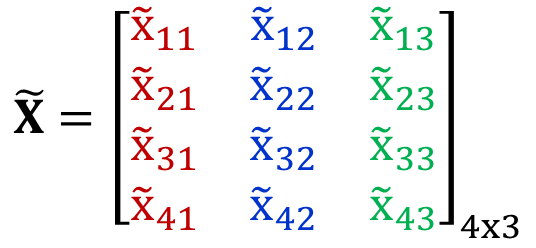 x̃₁₁ x̃₁₂ x̃₁₃
x̃₂₁ x̃₂₂ x̃₂₃
X̃ =
x̃₃₁ x̃₃₂ x̃₃₃
x̃₄₁ x̃₄₂ x̃₄₃
4x3